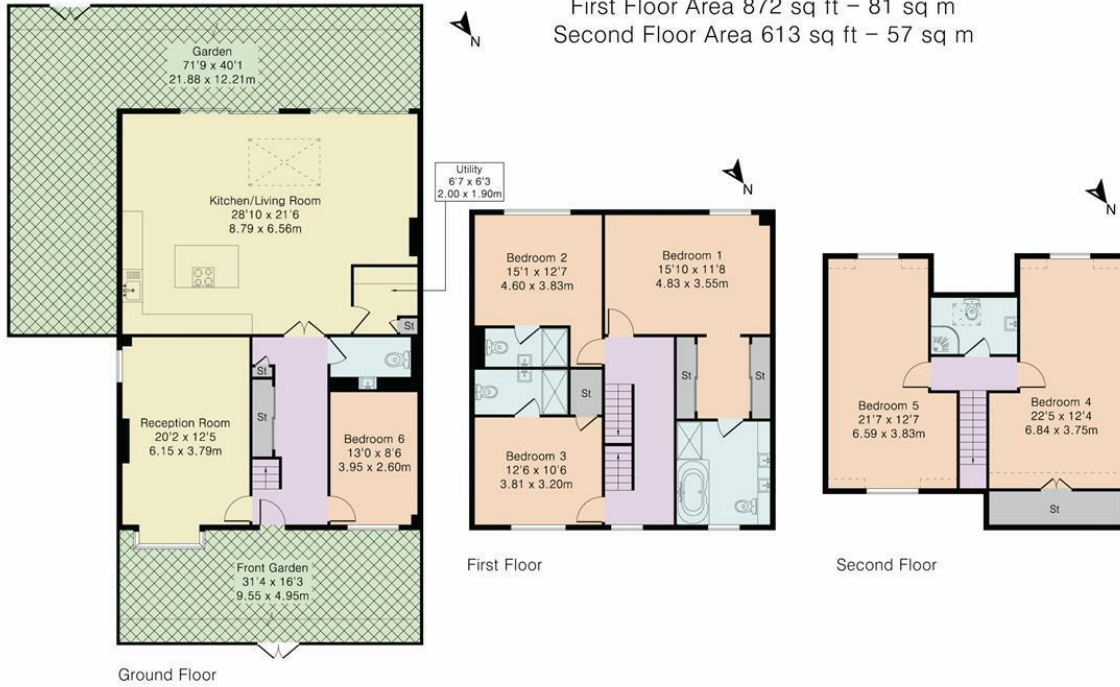 First Floor Area 872 sq ft – 81 sq m
Second Floor Area 613 sq ft – 57 sq m
N
Garden
71'9 x 40'1
21.88 x 12.21m
Utility
6'7 x 6'3
2.00 x 1.90m
Kitchen/Living Room
28'10 x 21'6
8.79 x 6.56m
St
St
St
Reception Room
20'2 x 12'5
6.15 x 3.79m
Bedroom 6
13'0 x 8'6
3.95 x 2.60m
Front Garden
31'4 x 16'3
9.55 x 4.95m
Ground Floor
N
Bedroom 2
15'1 x 12'7
4.60 x 3.83m
Bedroom 1
15'10 x 11'8
4.83 x 3.55m
St
St
St
Bedroom 3
12'6 x 10'6
3.81 x 3.20m
First Floor
N
Bedroom 5
21'7 x 12'7
6.59 x 3.83m
Bedroom 4
22'5 x 12'4
6.84 x 3.75m
St
Second Floor